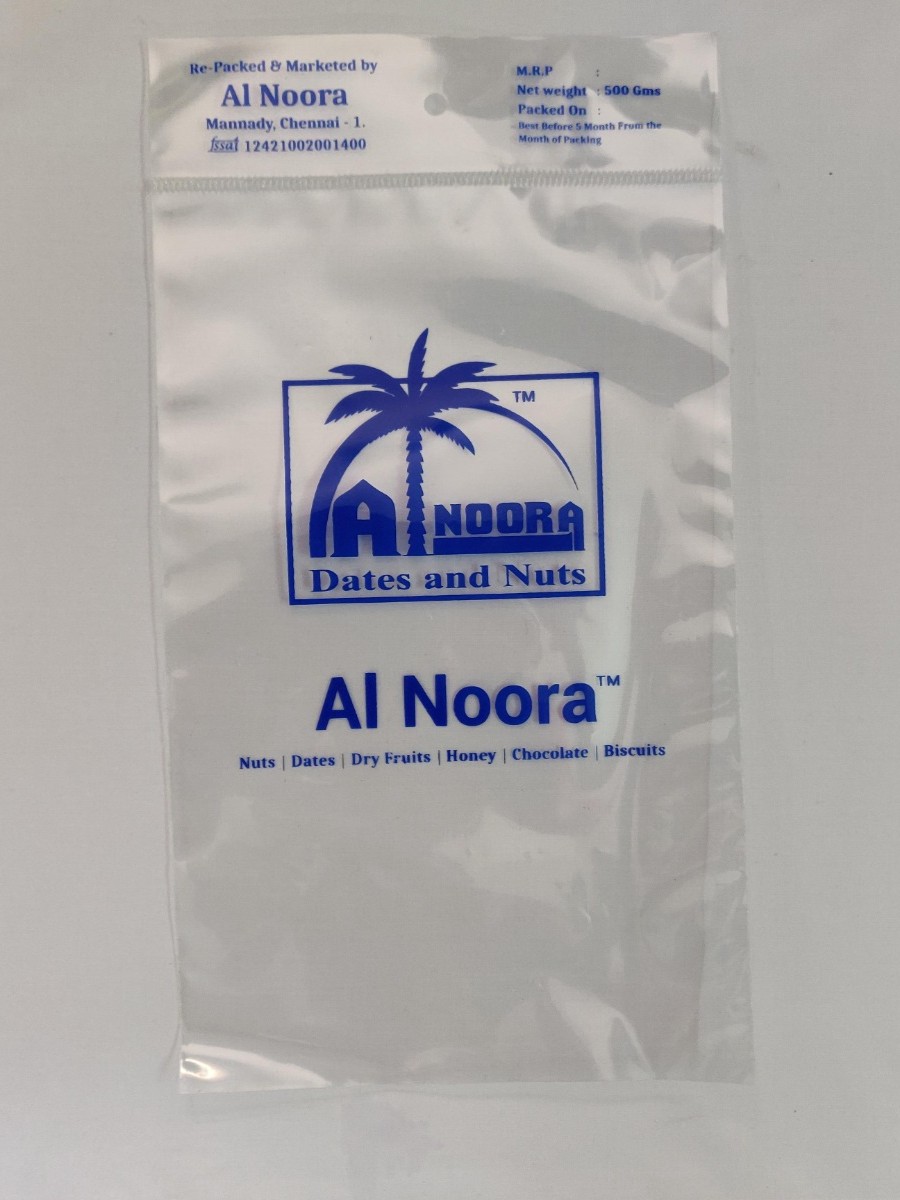 Re-Packed & Marketed by
Al Noora
Mannady, Chennai - 1.
fssai 12421002001400
M.R.P :
Net weight : 500 Gms
Packed On :
Best Before 5 Month From the
Month of Packing
TM
Al NOORA
Dates and Nuts
Al Noora™
Nuts | Dates | Dry Fruits | Honey | Chocolate | Biscuits